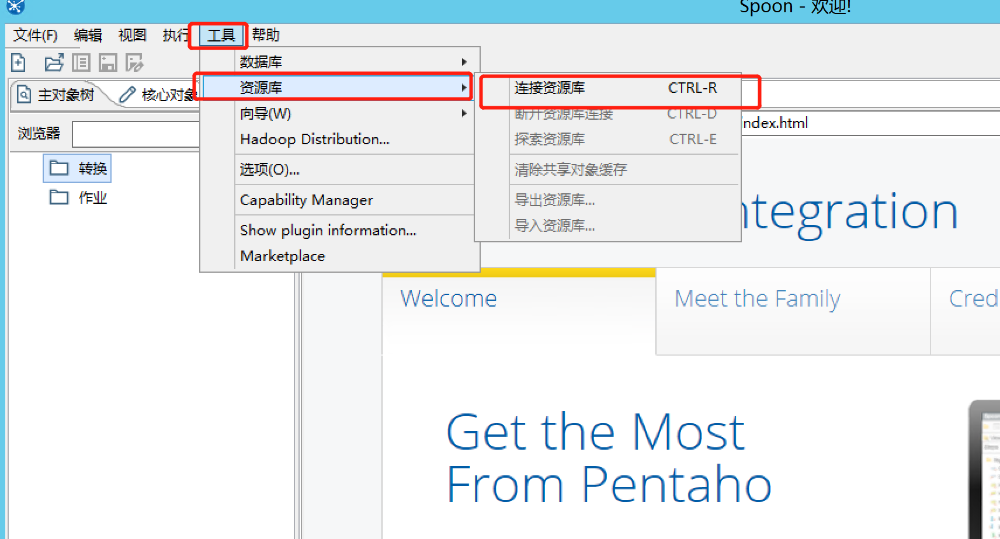 Spoon - 欢迎!
文件(F) 编辑 视图 执行 工具 帮助
主对象树 核心对象
浏览器
转换
作业
数据库
资源库
向导(W)
Hadoop Distribution...
选项(O)...
Capability Manager
Show plugin information...
Marketplace
连接资源库 CTRL-R
断开资源库连接 CTRL-D
探索资源库 CTRL-E
清除共享对象缓存
导出资源库...
导入资源库...
index.html
ntegration
Welcome
Meet the Family
Cred
Get the Most
From Pentaho